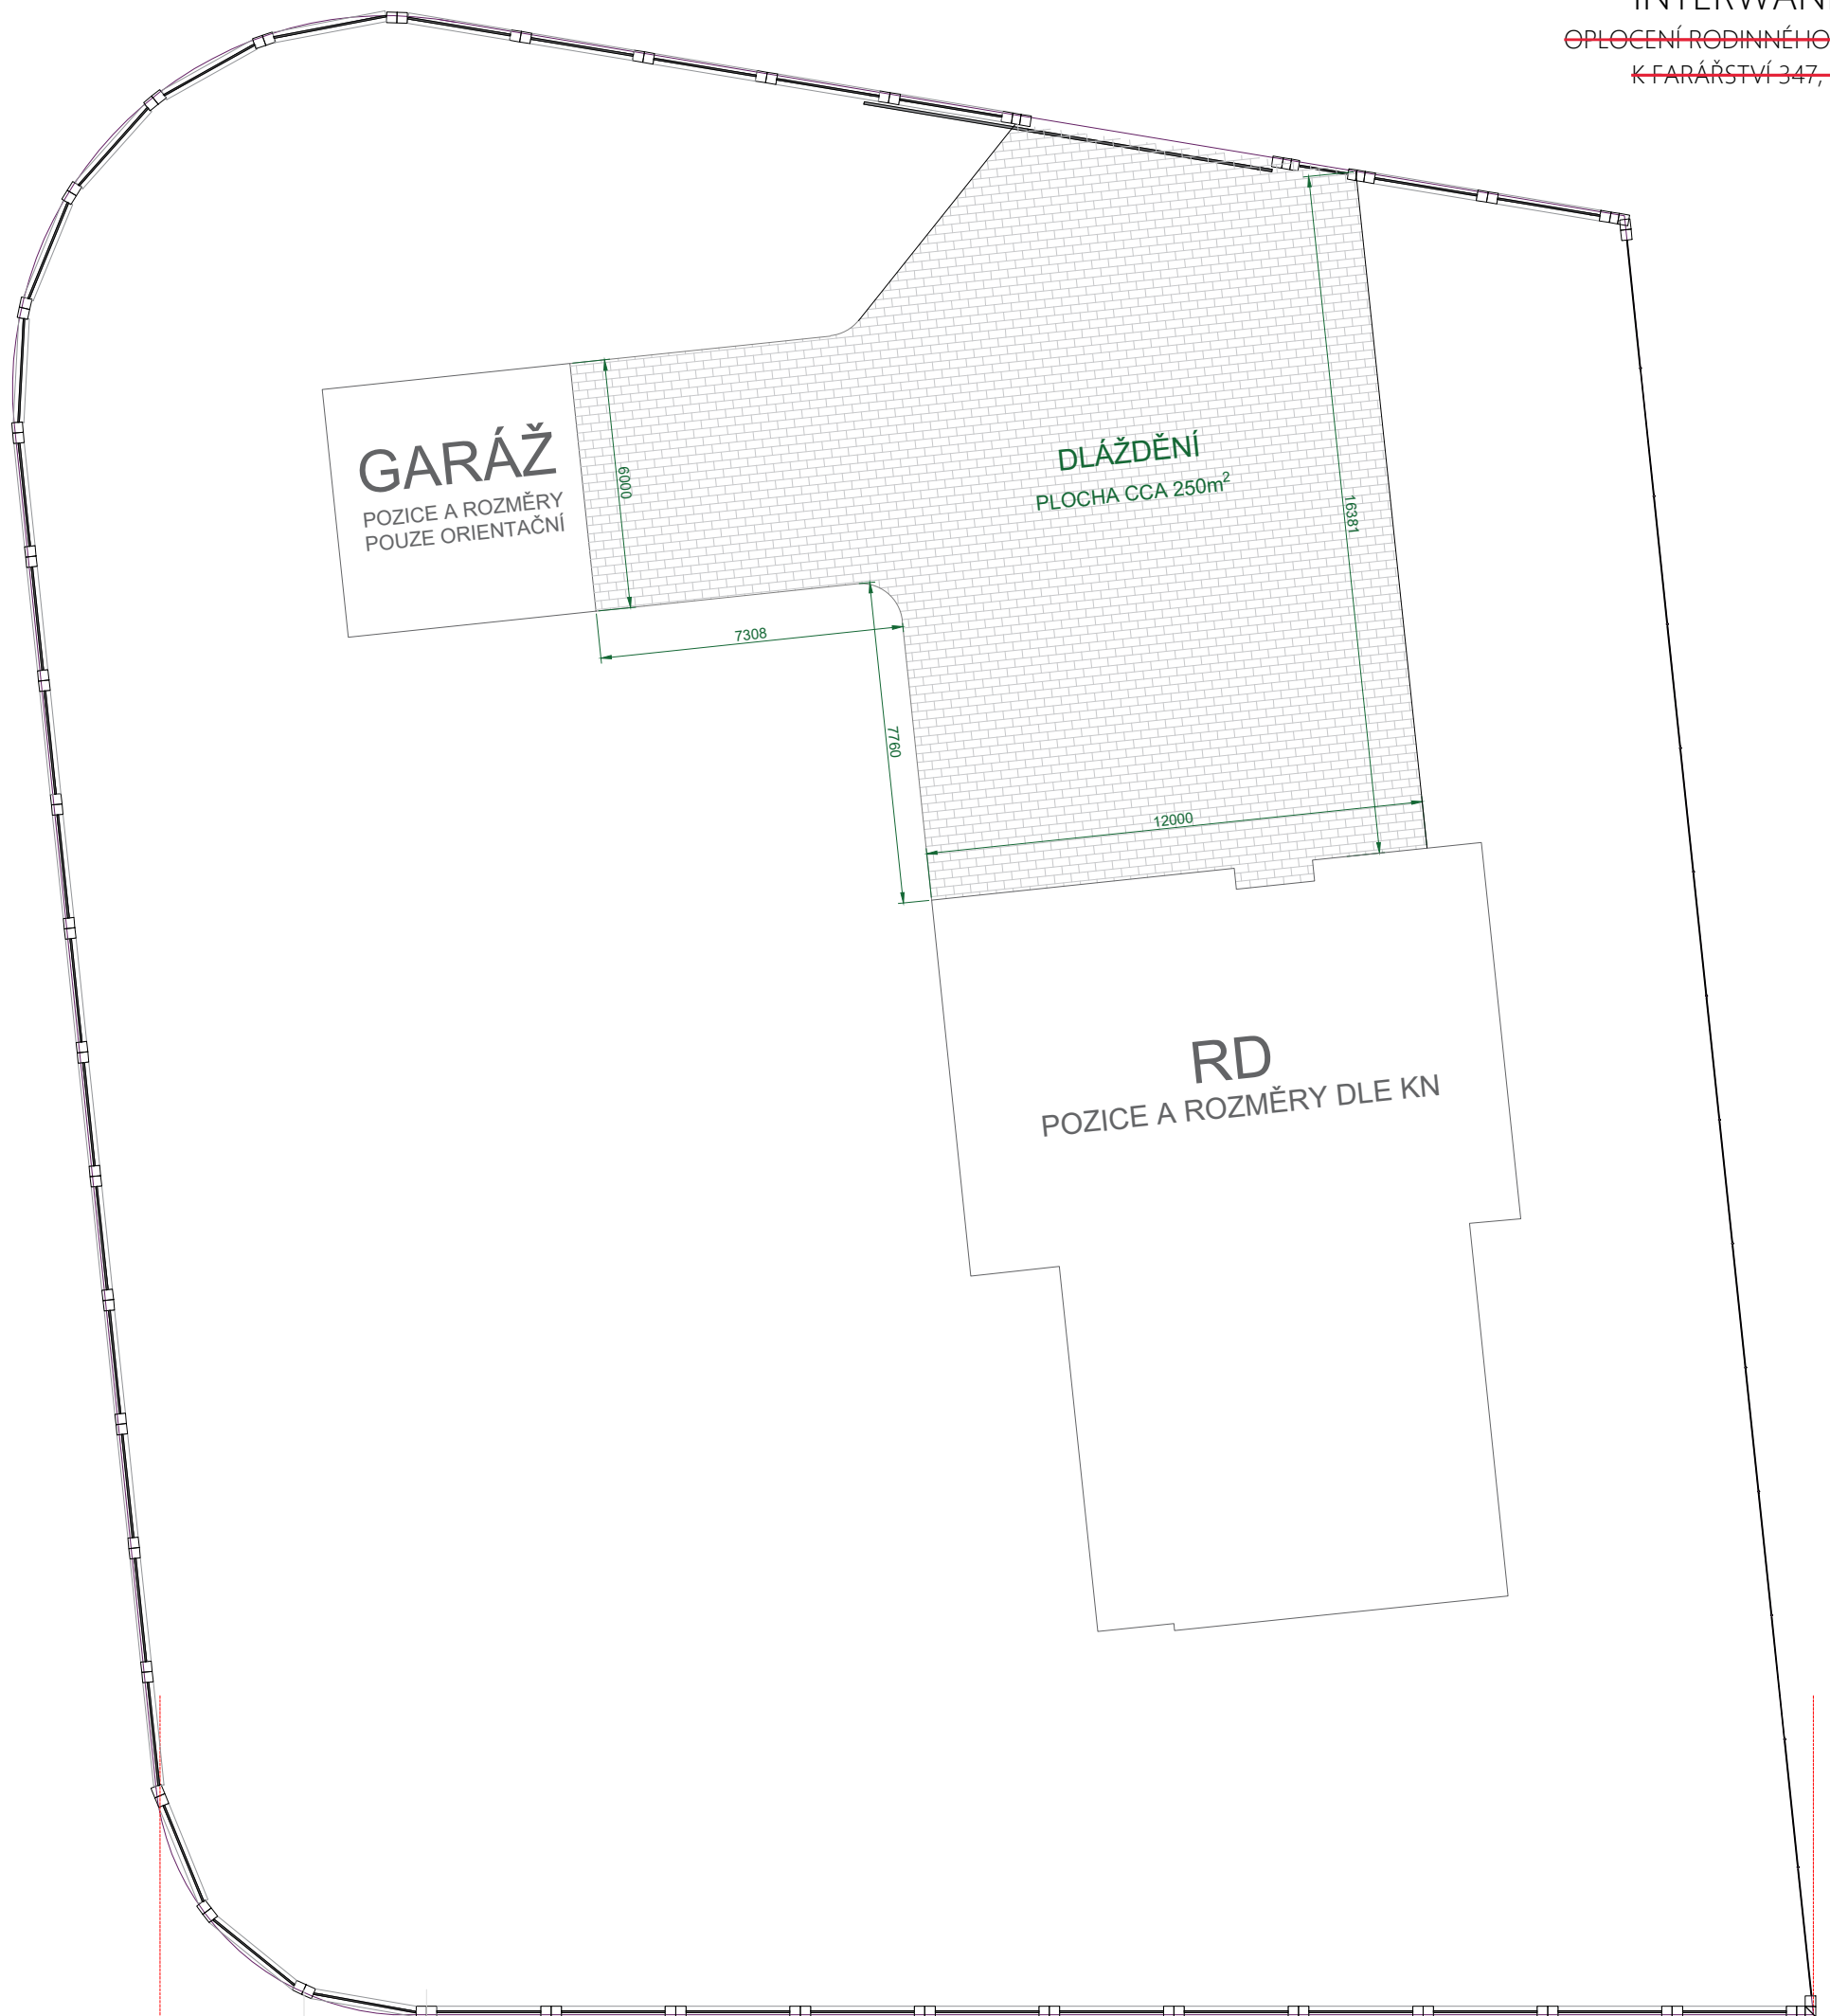 OPLOCENÍ RODINNÉHO
K FARÁŘSTVÍ 347,
GARÁŽ
POZICE A ROZMĚRY
POUZE ORIENTAČNÍ
6000
DLÁŽDĚNÍ
PLOCHA CCA 250m²
16381
7308
7760
12000
RD
POZICE A ROZMĚRY DLE KN